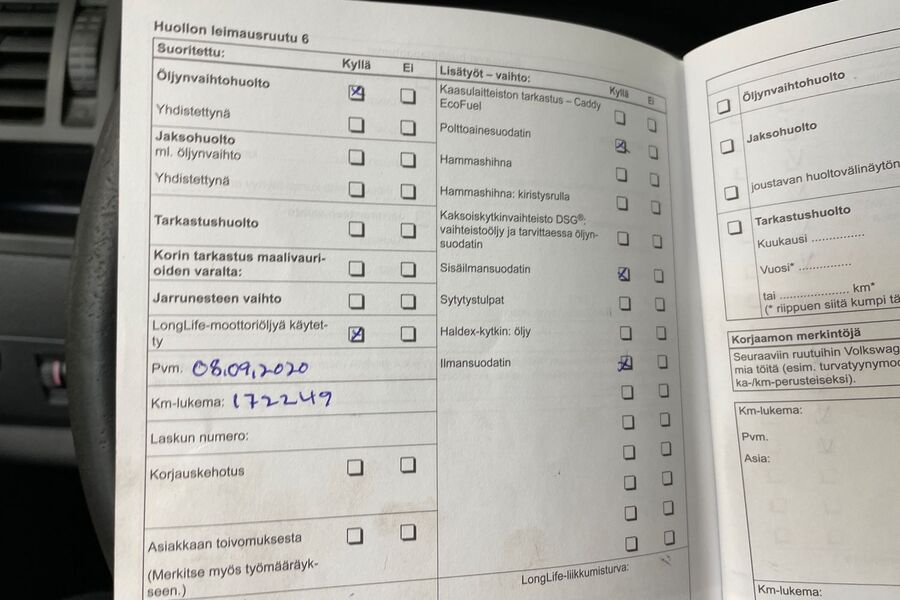 Huollon leimausruutu 6
Suoritettu:
Kyllä Ei
Öljynvaihtohuolto
Yhdistettynä
Jaksohuolto
ml. öljynvaihto
Yhdistettynä
Tarkastushuolto
Korin tarkastus maalivauri-
oiden varalta:
Jarrunesteen vaihto
LongLife-moottoriöljyä käytet-
ty
Pvm. 08.09.2020
Km-lukema: 172249
Laskun numero:
Korjauskehotus
Asiakkaan toivomuksesta
(Merkitse myös työmääräyk-
seen.)
Lisätyöt – vaihto:
Kyllä Ei
Kaasulaitteiston tarkastus – Caddy
EcoFuel
Polttoainesuodatin
Hammashihna
Hammashihna: kiristysrulla
Kaksoiskytkinvaihteisto DSG®:
vaihteistoöljy ja tarvittaessa öljyn-
suodatin
Sisäilmansuodatin
Sytytystulpat
Haldex-kytkin: öljy
Ilmansuodatin
LongLife-liikkumisturva:
Öljynvaihtohuolto
Jaksohuolto
joustavan huoltovälinäytön
Tarkastushuolto
Kuukausi ..............
Vuosi* ..............
tai .................... km*
(* riippuen siitä kumpi tä
Korjaamon merkintöjä
Seuraaviin ruutuihin Volkswag
mia töitä (esim. turvatyynymod
ka-/km-perusteiseksi).
Km-lukema:
Pvm.
Asia:
Km-lukema: